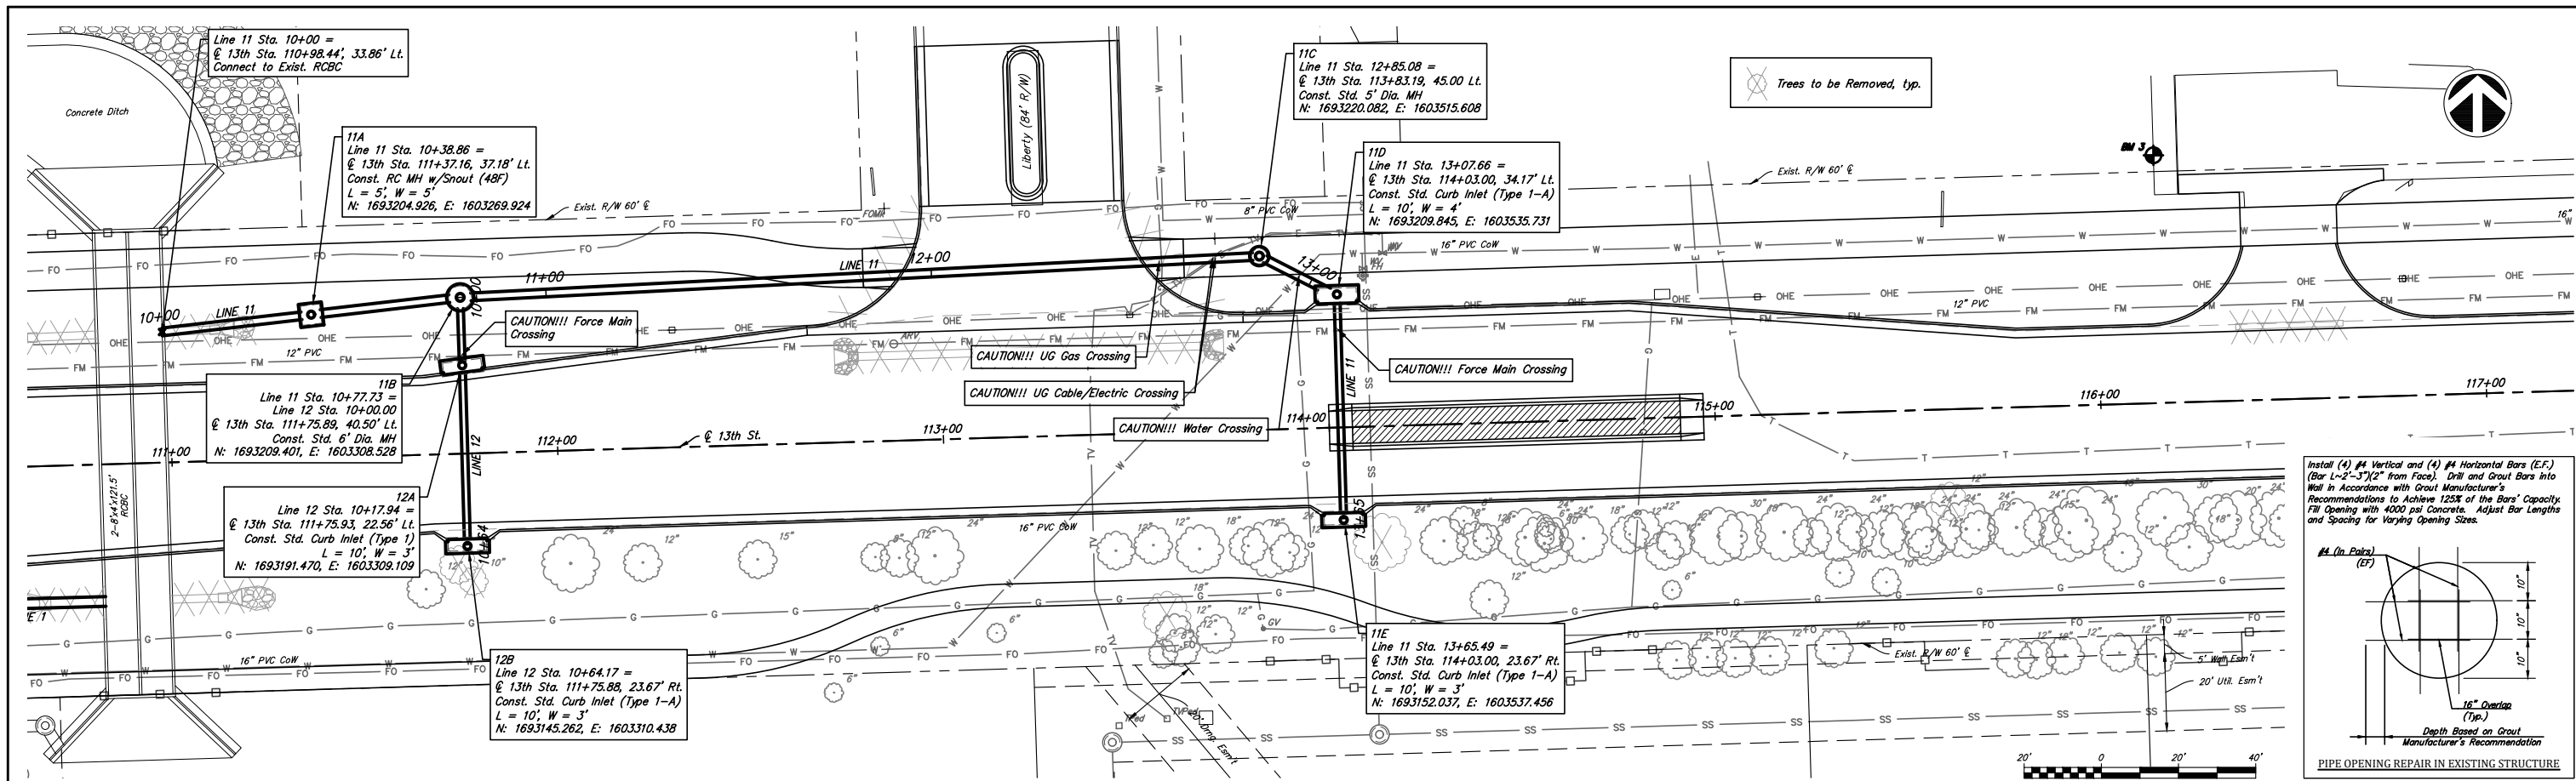 Line 11 Sta. 10+00 =
℄ 13th Sta. 110+98.44', 33.86' Lt.
Connect to Exist. RCBC
Concrete Ditch
11A
Line 11 Sta. 10+38.86 =
℄ 13th Sta. 111+37.16, 37.18' Lt.
Const. RC MH w/Snout (48F)
L = 5', W = 5'
N: 1693204.926, E: 1603269.924
Liberty (84' R/W)
11C
Line 11 Sta. 12+85.08 =
℄ 13th Sta. 113+83.19, 45.00 Lt.
Const. Std. 5' Dia. MH
N: 1693220.082, E: 1603515.608
11D
Line 11 Sta. 13+07.66 =
℄ 13th Sta. 114+03.00, 34.17' Lt.
Const. Std. Curb Inlet (Type 1-A)
L = 10', W = 4'
N: 1693209.845, E: 1603535.731
Trees to be Removed, typ.
BM 3
Exist. R/W 60' ℄
Exist. R/W 60' ℄
8" PVC CoW
16" PVC CoW
16"
12" PVC
10+00
LINE 11
10+00
11+00
LINE 11
12+00
13+00
CAUTION!!! Force Main
Crossing
ARV
12" PVC
CAUTION!!! UG Gas Crossing
CAUTION!!! UG Cable/Electric Crossing
CAUTION!!! Water Crossing
CAUTION!!! Force Main Crossing
LINE 11
11B
Line 11 Sta. 10+77.73 =
Line 12 Sta. 10+00.00
℄ 13th Sta. 111+75.89, 40.50' Lt.
Const. Std. 6' Dia. MH
N: 1693209.401, E: 1603308.528
LINE 12
111+00
112+00
℄ 13th St.
113+00
114+00
115+00
116+00
117+00
12A
Line 12 Sta. 10+17.94 =
℄ 13th Sta. 111+75.93, 22.56' Lt.
Const. Std. Curb Inlet (Type 1)
L = 10', W = 3'
N: 1693191.470, E: 1603309.109
2-8'x4'x121.5'
RCBC
10+64
13+65
16" PVC CoW
16" PVC CoW
GV
12B
Line 12 Sta. 10+64.17 =
℄ 13th Sta. 111+75.88, 23.67' Rt.
Const. Std. Curb Inlet (Type 1-A)
L = 10', W = 3'
N: 1693145.262, E: 1603310.438
11E
Line 11 Sta. 13+65.49 =
℄ 13th Sta. 114+03.00, 23.67' Rt.
Const. Std. Curb Inlet (Type 1-A)
L = 10', W = 3'
N: 1693152.037, E: 1603537.456
Exist. R/W 60' ℄
5' Wall Esm't
20' Util. Esm't
Drng. Esm't
20' 0 20' 40'
Install (4) #4 Vertical and (4) #4 Horizontal Bars (E.F.)
(Bar L~2'-3")(2" from Face). Drill and Grout Bars into
Wall in Accordance with Grout Manufacturer's
Recommendations to Achieve 125% of the Bars' Capacity.
Fill Opening with 4000 psi Concrete. Adjust Bar Lengths
and Spacing for Varying Opening Sizes.
#4 (In Pairs)
(EF)
10"
10"
10"
16" Overlap
(Typ.)
Depth Based on Grout
Manufacturer's Recommendation
PIPE OPENING REPAIR IN EXISTING STRUCTURE